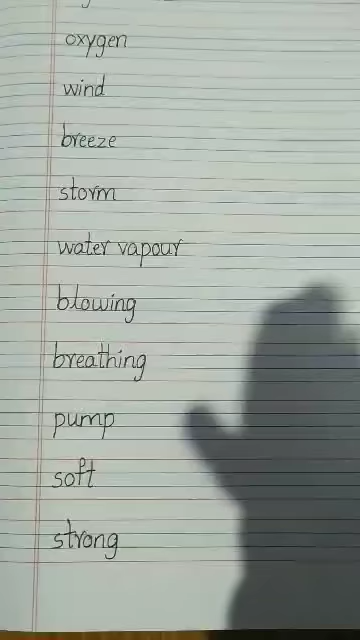 oxygen
wind
breeze
storm
water vapour
blowing
breathing
pump
soft
strong